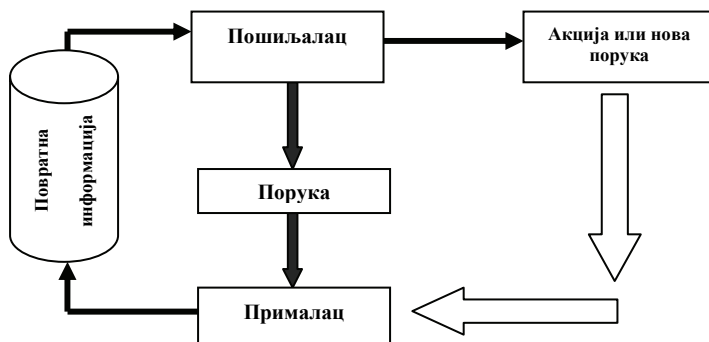 Пошиљалац
Акција или нова
порука
Повратна
информација
Порука
Прималац